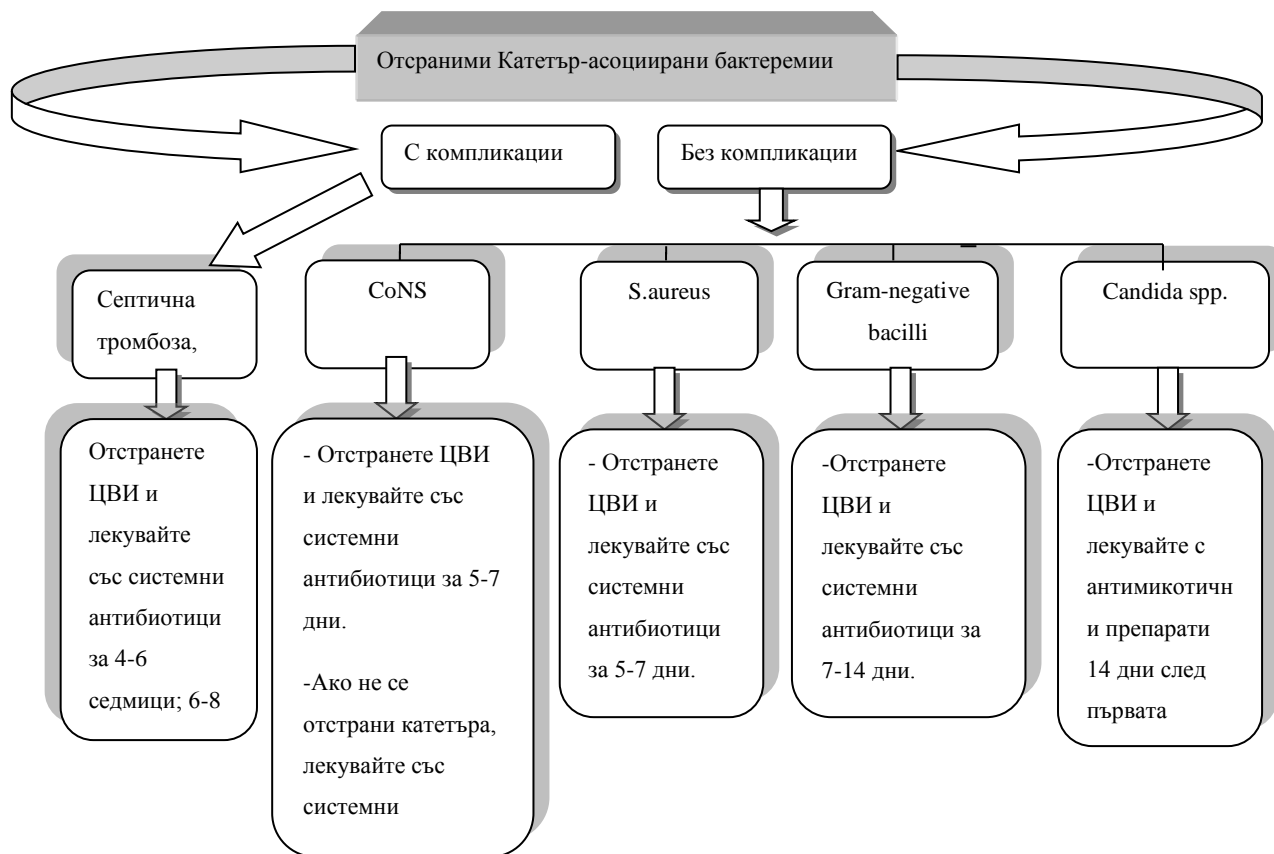 Отсраними Катетър-асоциирани бактеремии
С компликации
Без компликации
Септична
тромбоза,
CoNS
S.aureus
Gram-negative
bacilli
Candida spp.
Отстранете
ЦВИ и
лекувайте
със системни
антибиотици
за 4-6
седмици; 6-8
- Отстранете ЦВИ
и лекувайте със
системни
антибиотици за 5-7
дни.
-Ако не се
отстрани катетъра,
лекувайте със
системни
- Отстранете
ЦВИ и
лекувайте със
системни
антибиотици
за 5-7 дни.
-Отстранете
ЦВИ и
лекувайте със
системни
антибиотици за
7-14 дни.
-Отстранете
ЦВИ и
лекувайте с
антимикотичн
и препарати
14 дни след
първата